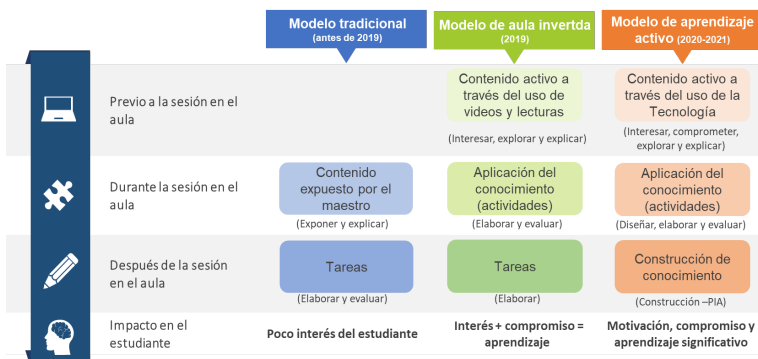 Modelo tradicional
(antes de 2019)
Modelo de aula invertda
(2019)
Modelo de aprendizaje
activo (2020-2021)
Previo a la sesión en el
aula
Contenido activo a
través del uso de
videos y lecturas
(Interesar, explorar y explicar)
Contenido activo a
través del uso de la
Tecnología
(Interesar, comprometer,
explorar y explicar)
Durante la sesión en el
aula
Contenido
expuesto por el
maestro
(Exponer y explicar)
Aplicación del
conocimiento
(actividades)
(Elaborar y evaluar)
Aplicación del
conocimiento
(actividades)
(Diseñar, elaborar y evaluar)
Después de la sesión
en el aula
Tareas
(Elaborar y evaluar)
Tareas
(Elaborar)
Construcción de
conocimiento
(Construcción –PIA)
Impacto en el
estudiante
Poco interés del estudiante
Interés + compromiso =
aprendizaje
Motivación, compromiso y
aprendizaje significativo